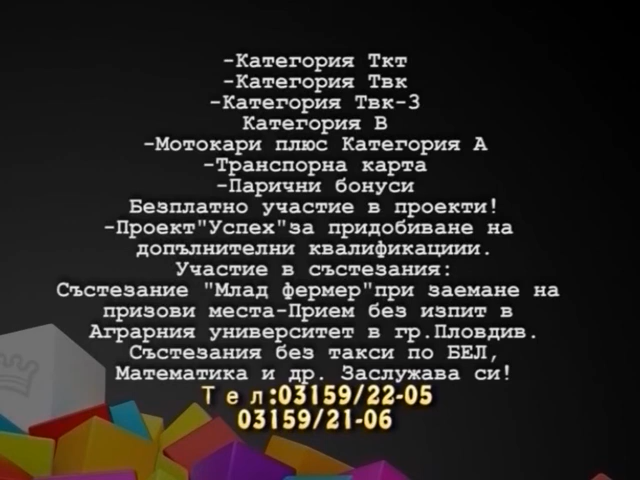 -Категория Ткт
-Категория Твк
-Категория Твк-3
Категория В
-Мотокари плюс Категория А
-Транспорна карта
-Парични бонуси
Безплатно участие в проекти!
-Проект"Успех"за придобиване на
допълнителни квалификациии.
Участие в състезания:
Състезание "Млад фермер"при заемане на
призови места-Прием без изпит в
Аграрния университет в гр.Пловдив.
Състезания без такси по БЕЛ,
Математика и др. Заслужава си!
Тел:03159/22-05
03159/21-06